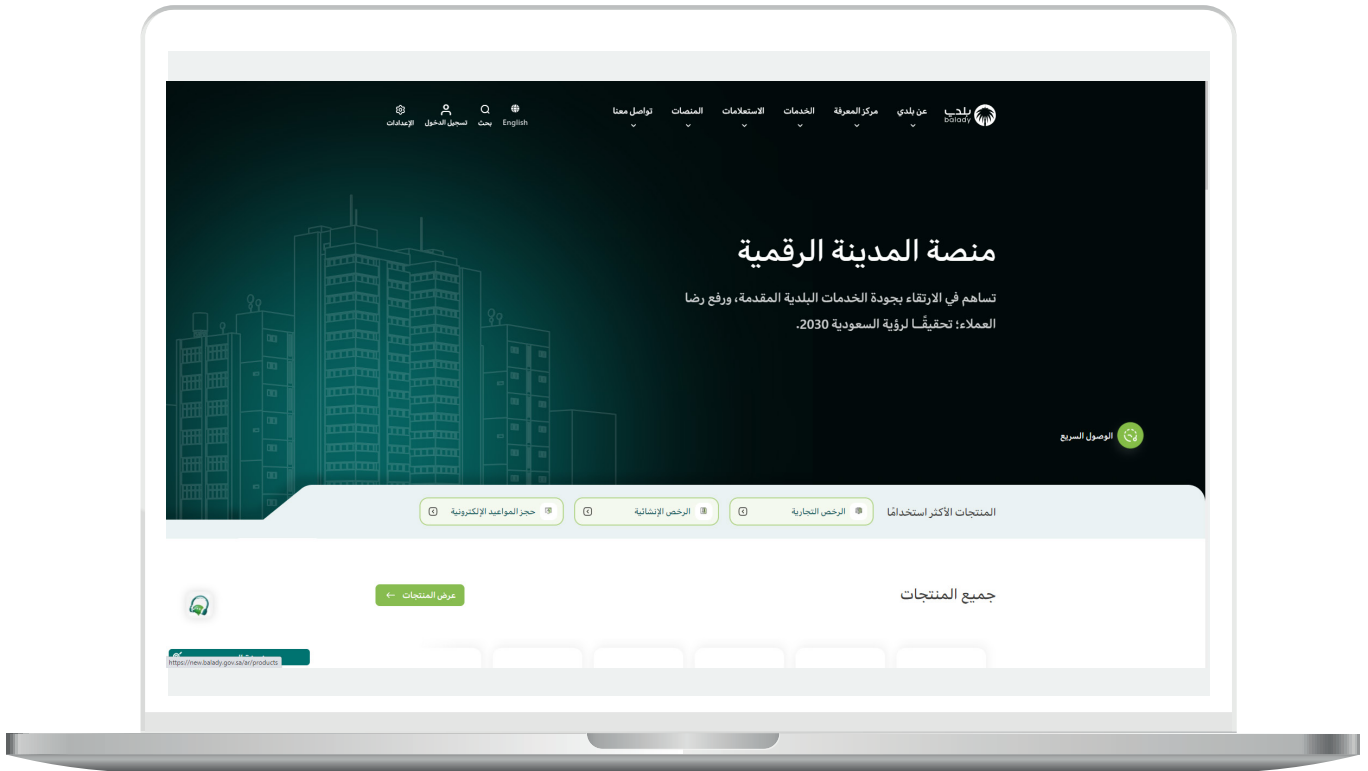 بلدي
balady
عن بلدي
مركز المعرفة
الخدمات
الاستعلامات
المنصات
تواصل معنا
English
بحث
تسجيل الدخول
الإعدادات
منصة المدينة الرقمية
تساهم في الارتقاء بجودة الخدمات البلدية المقدمة، ورفع رضا
العملاء؛ تحقيقًــا لرؤية السعودية 2030.
الوصول السريع
المنتجات الأكثر استخدامًا
الرخص التجارية
الرخص الإنشائية
حجز المواعيد الإلكترونية
جميع المنتجات
عرض المنتجات
https://new.balady.gov.sa/ar/products